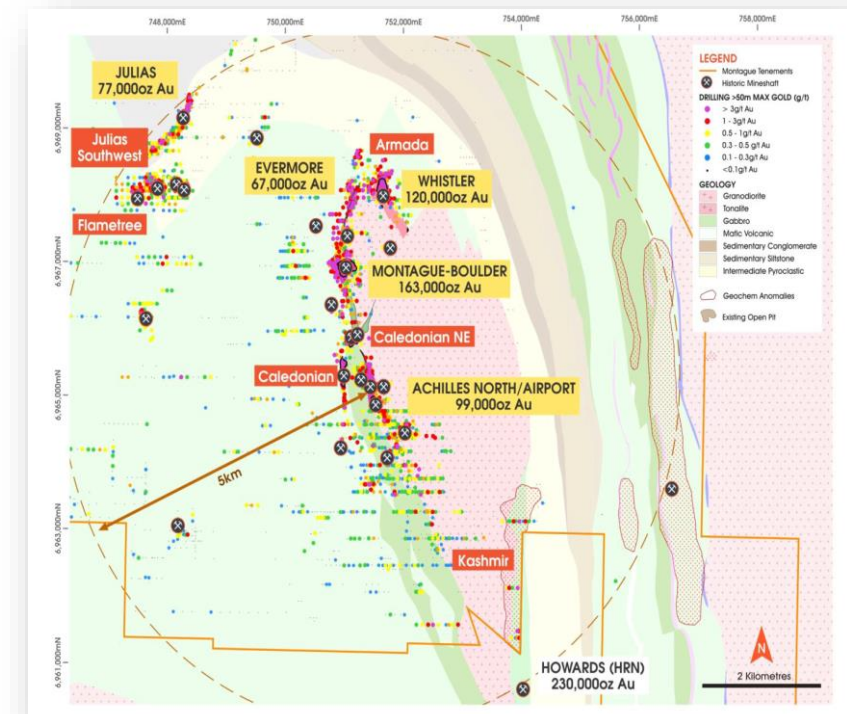 748,000mE
750,000mE
752,000mE
754,000mE
756,000mE
758,000mE
6,969,000mN
6,967,000mN
6,965,000mN
6,963,000mN
6,961,000mN
JULIAS
77,000oz Au
Julias
Southwest
Flametree
EVERMORE
67,000oz Au
Armada
WHISTLER
120,000oz Au
MONTAGUE-BOULDER
163,000oz Au
Caledonian NE
Caledonian
ACHILLES NORTH/AIRPORT
99,000oz Au
5km
Kashmir
HOWARDS (HRN)
230,000oz Au
LEGEND
Montague Tenements
Historic Mineshaft
DRILLING >50m MAX GOLD (g/t)
> 3g/t Au
1 - 3g/t Au
0.5 - 1g/t Au
0.3 - 0.5 g/t Au
0.1 - 0.3g/t Au
<0.1g/t Au
GEOLOGY
Granodiorite
Tonalite
Gabbro
Mafic Volcanic
Sedimentary Conglomerate
Sedimentary Siltstone
Intermediate Pyroclastic
Geochem Anomalies
Existing Open Pit
N
2 Kilometres